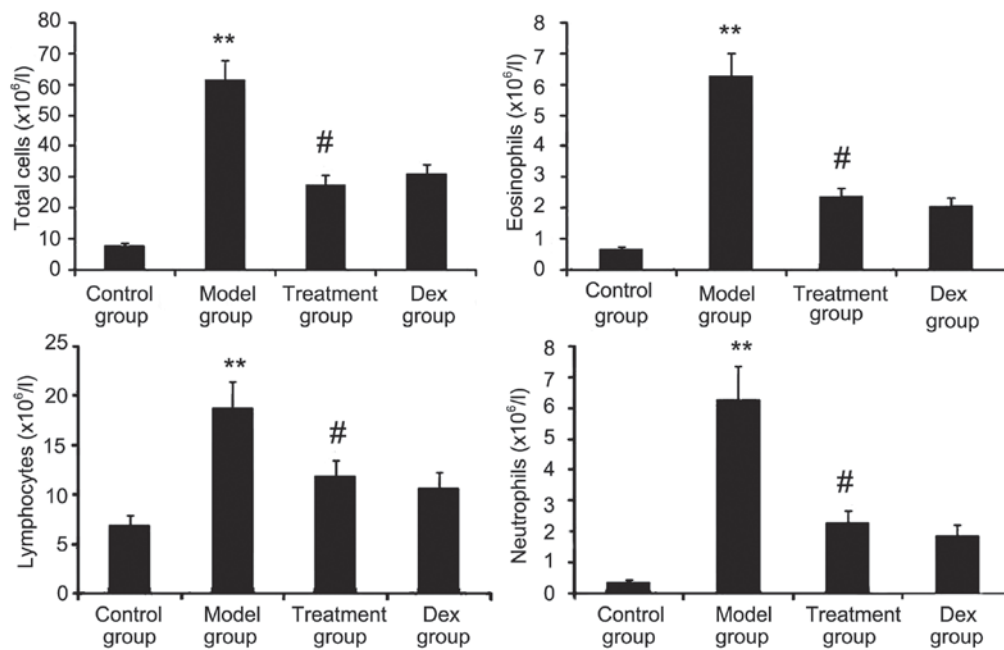 Total cells (x10⁶/l)
80
70
60
50
40
30
20
10
0
**
#
Control group
Model group
Treatment group
Dex group
Eosinophils (x10⁶/l)
8
7
6
5
4
3
2
1
0
**
#
Control group
Model group
Treatment group
Dex group
Lymphocytes (x10⁶/l)
25
20
15
10
5
0
**
#
Control group
Model group
Treatment group
Dex group
Neutrophils (x10⁶/l)
8
7
6
5
4
3
2
1
0
**
#
Control group
Model group
Treatment group
Dex group